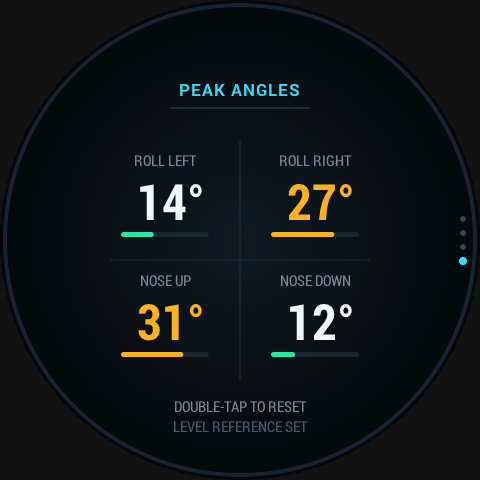 PEAK ANGLES
ROLL LEFT
14°
ROLL RIGHT
27°
NOSE UP
31°
NOSE DOWN
12°
DOUBLE-TAP TO RESET
LEVEL REFERENCE SET